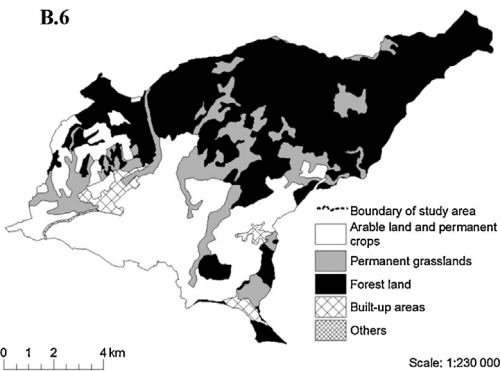 B.6
Boundary of study area
Arable land and permanent
crops
Permanent grasslands
Forest land
Built-up areas
Others
0 1 2 4 km
Scale: 1:230 000